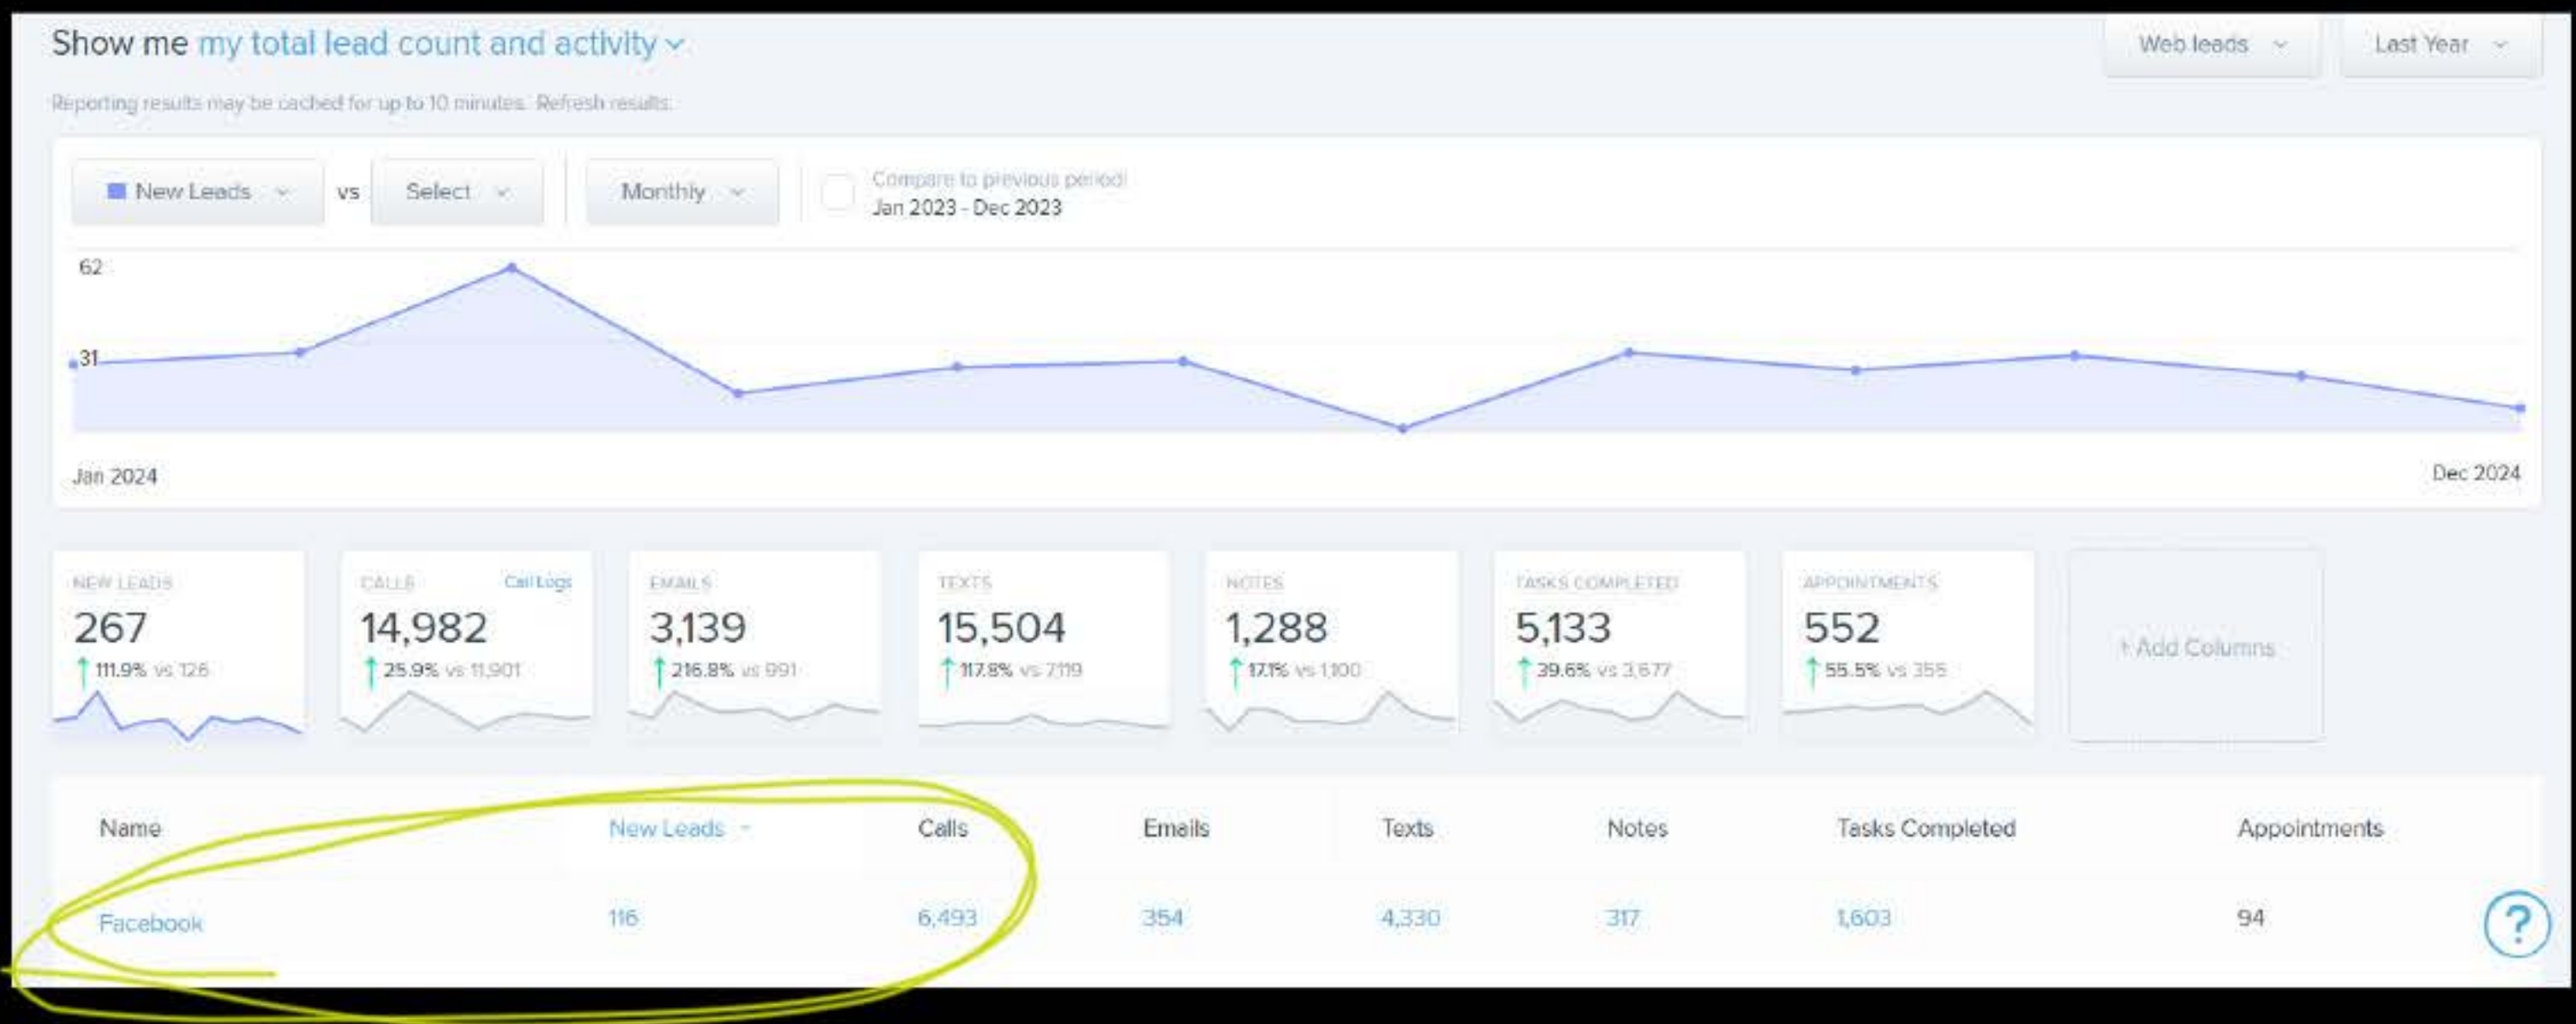 Show me my total lead count and activity
Web leads
Last Year
Reporting results may be cached for up to 10 minutes. Refresh results.
New Leads
vs
Select
Monthly
Compare to previous period
Jan 2023 - Dec 2023
62
31
Jan 2024
Dec 2024
NEW LEADS
267
111.9% vs 126
CALLS
Call Logs
14,982
25.9% vs 11,901
EMAILS
3,139
216.8% vs 991
TEXTS
15,504
117.8% vs 7,119
NOTES
1,288
17.1% vs 1,100
TASKS COMPLETED
5,133
39.6% vs 3,677
APPOINTMENTS
552
55.5% vs 355
+ Add Columns
Name New Leads Calls Emails Texts Notes Tasks Completed Appointments
Facebook 116 6,493 354 4,330 317 1,603 94
?